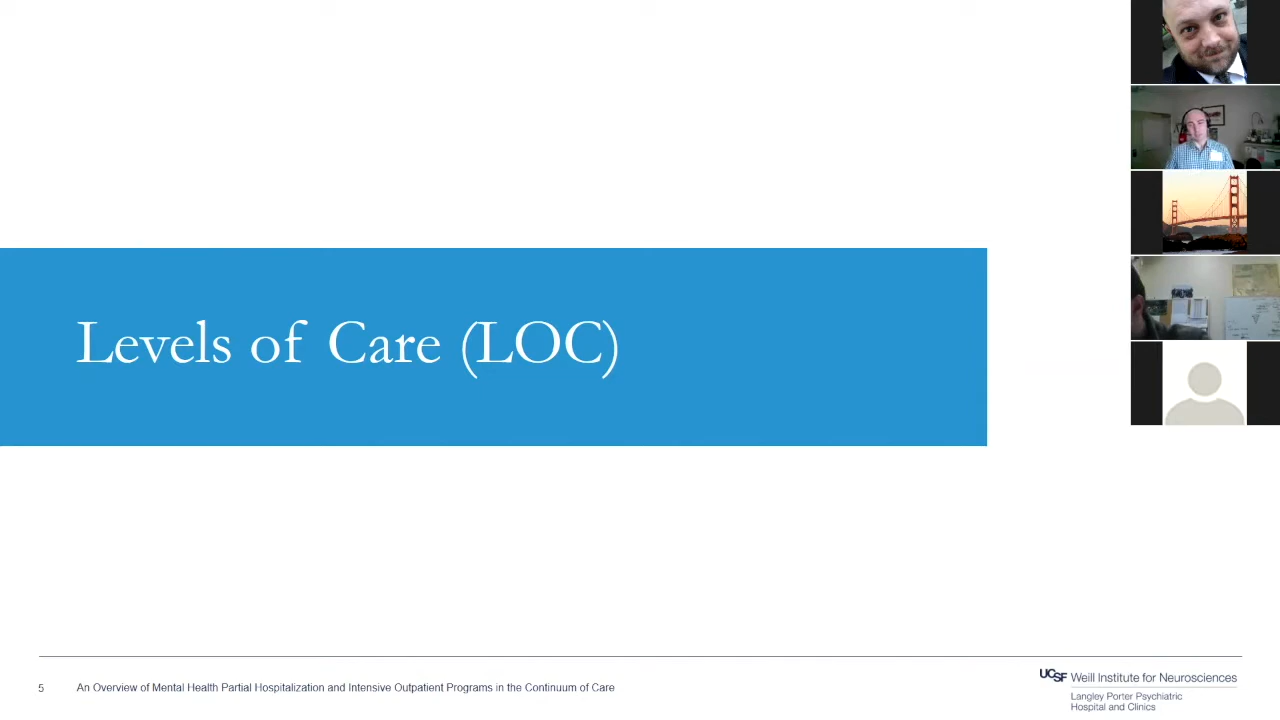 Levels of Care (LOC)
5 An Overview of Mental Health Partial Hospitalization and Intensive Outpatient Programs in the Continuum of Care
UCSF Weill Institute for Neurosciences
Langley Porter Psychiatric
Hospital and Clinics